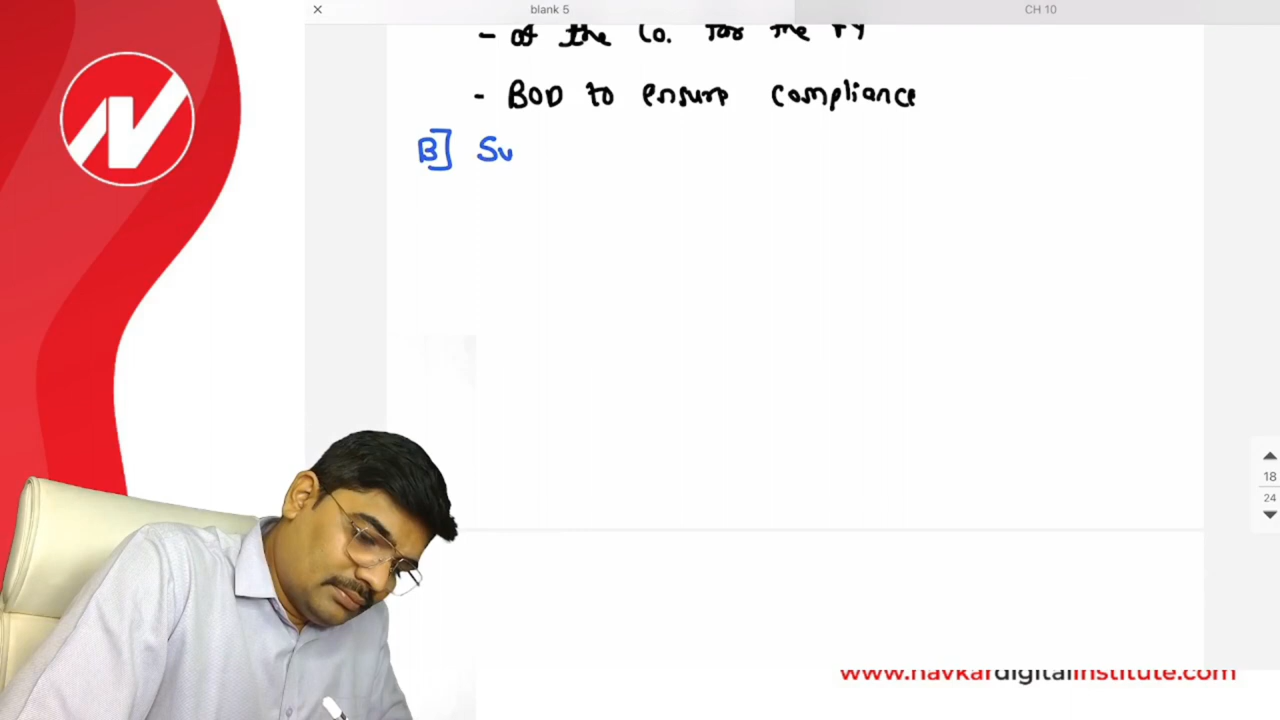 × blank 5 CH 10
- of the Co. for the FY
- BOD to ensure compliance
B] Su
18
24
www.navkardigitalinstitute.com